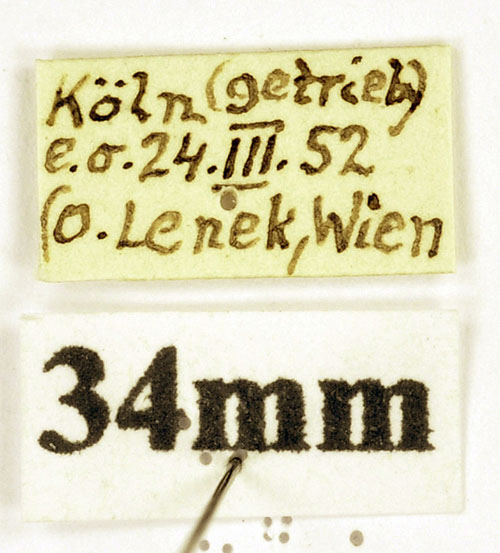 Köln (getrieb.)
e.o.24.III.52
(O. Lenek, Wien
34mm